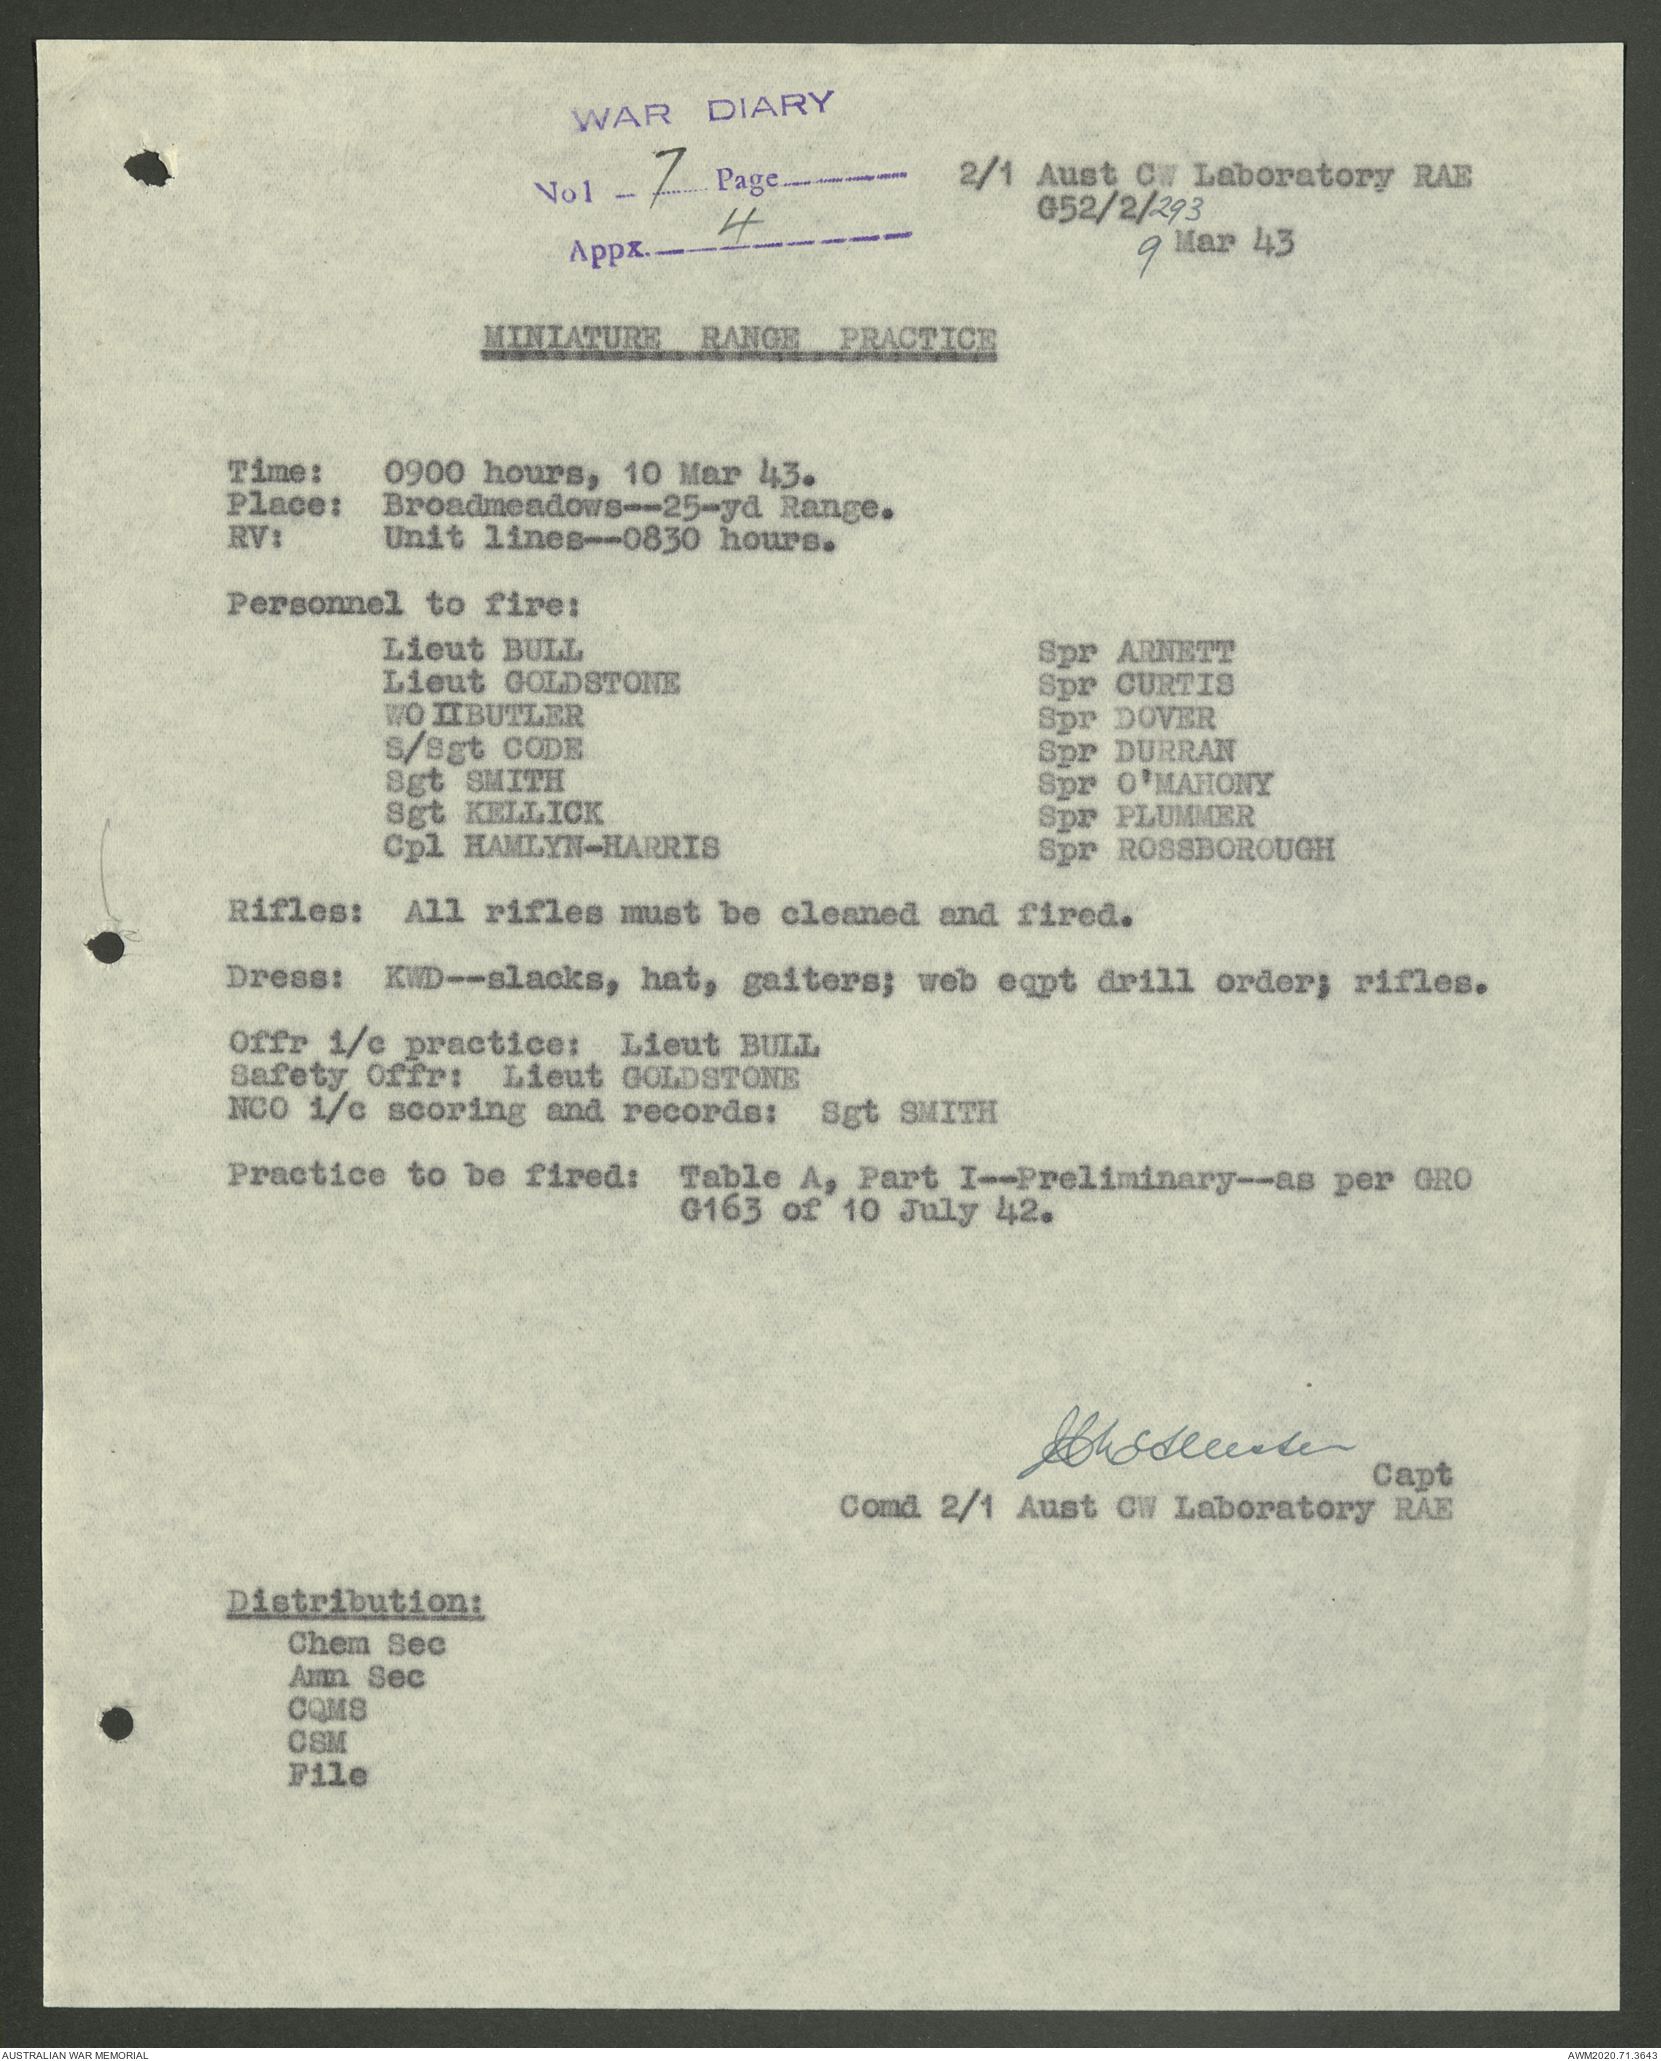 WAR DIARY
Vol - 7 Page
Appx. 4
2/1 Aust CW Laboratory RAE
G52/2/293
9 Mar 43
MINIATURE RANGE PRACTICE
Time: 0900 hours, 10 Mar 43.
Place: Broadmeadows--25-yd Range.
RV: Unit lines--0830 hours.
Personnel to fire:
Lieut BULL Spr ARNETT
Lieut GOLDSTONE Spr CURTIS
WO II BUTLER Spr DOVER
S/Sgt CODE Spr DURRAN
Sgt SMITH Spr O'MAHONY
Sgt KELLICK Spr PLUMMER
Cpl HAMLYN-HARRIS Spr ROSSBOROUGH
Rifles: All rifles must be cleaned and fired.
Dress: KWD--slacks, hat, gaiters; web eqpt drill order; rifles.
Offr i/c practice: Lieut BULL
Safety Offr: Lieut GOLDSTONE
NCO i/c scoring and records: Sgt SMITH
Practice to be fired: Table A, Part I--Preliminary--as per GRO
G163 of 10 July 42.
Capt
Comd 2/1 Aust CW Laboratory RAE
Distribution:
Chem Sec
Amn Sec
CQMS
CSM
File
AUSTRALIAN WAR MEMORIAL
AWM2020.71.3643